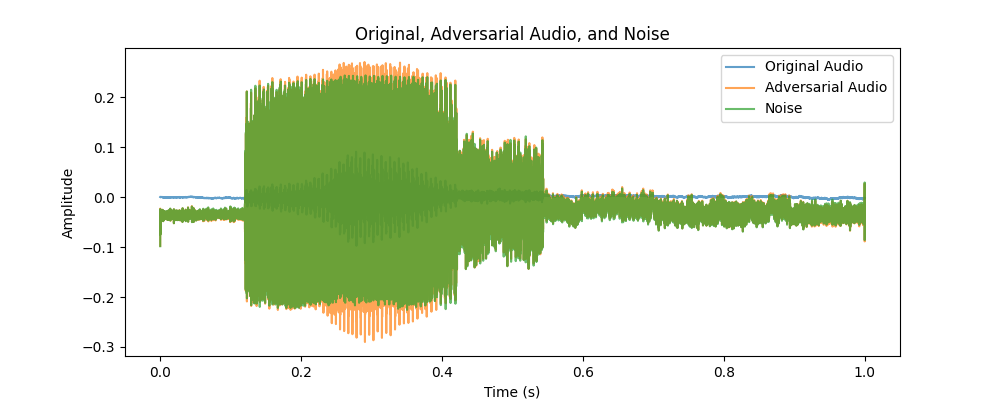 Original, Adversarial Audio, and Noise
Original Audio
Adversarial Audio
Noise
Amplitude
0.2
0.1
0.0
−0.1
−0.2
−0.3
0.0 0.2 0.4 0.6 0.8 1.0
Time (s)